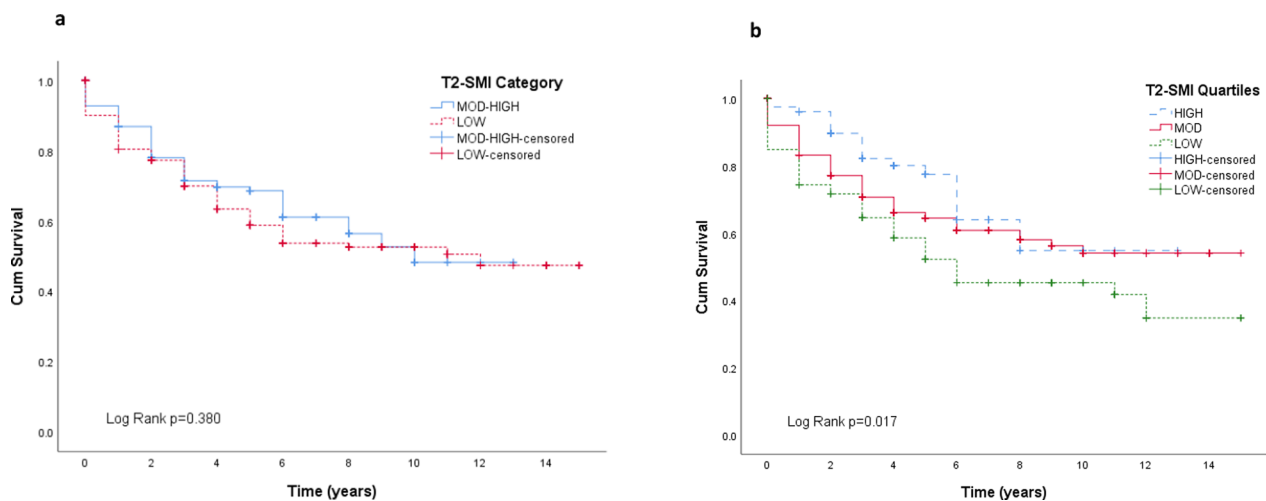 a
T2-SMI Category
MOD-HIGH
LOW
MOD-HIGH-censored
LOW-censored
Cum Survival
1.0
0.8
0.6
0.4
0.2
0.0
Log Rank p=0.380
0 2 4 6 8 10 12 14
Time (years)
b
T2-SMI Quartiles
HIGH
MOD
LOW
HIGH-censored
MOD-censored
LOW-censored
Cum Survival
1.0
0.8
0.6
0.4
0.2
0.0
Log Rank p=0.017
0 2 4 6 8 10 12 14
Time (years)